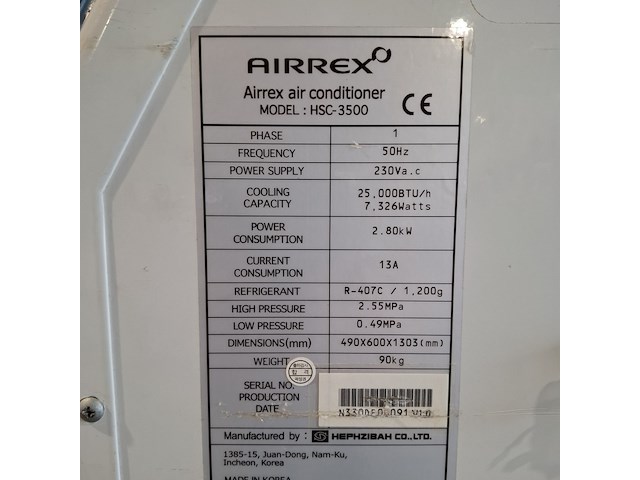 AIRREX
Airrex air conditioner
MODEL : HSC-3500
CE
PHASE 1
FREQUENCY 50Hz
POWER SUPPLY 230Va.c
COOLING CAPACITY 25,000BTU/h 7,326Watts
POWER CONSUMPTION 2.80kW
CURRENT CONSUMPTION 13A
REFRIGERANT R-407C / 1,200g
HIGH PRESSURE 2.55MPa
LOW PRESSURE 0.49MPa
DIMENSIONS(mm) 490X600X1303(mm)
WEIGHT 90kg
합격
SERIAL NO.
PRODUCTION
DATE
Manufactured by : HEPHZIBAH CO.,LTD.
1385-15, Juan-Dong, Nam-Ku,
Incheon, Korea
MADE IN KOREA